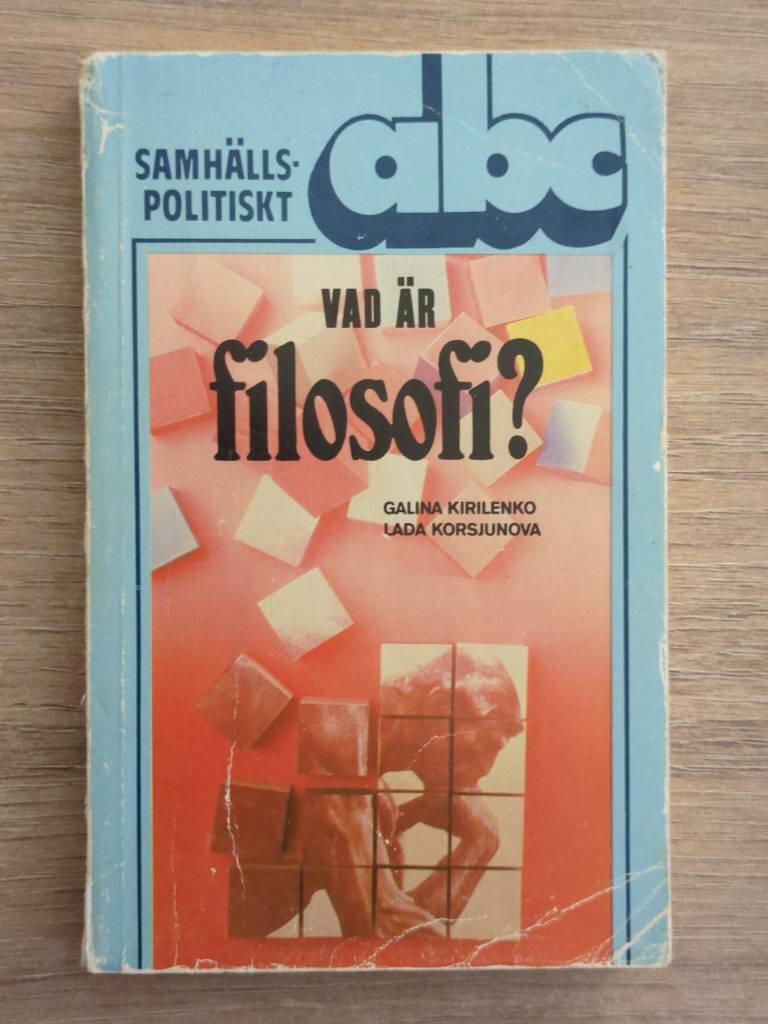 SAMHÄLLS-
POLITISKT
abc
VAD ÄR
filosofi?
GALINA KIRILENKO
LADA KORSJUNOVA